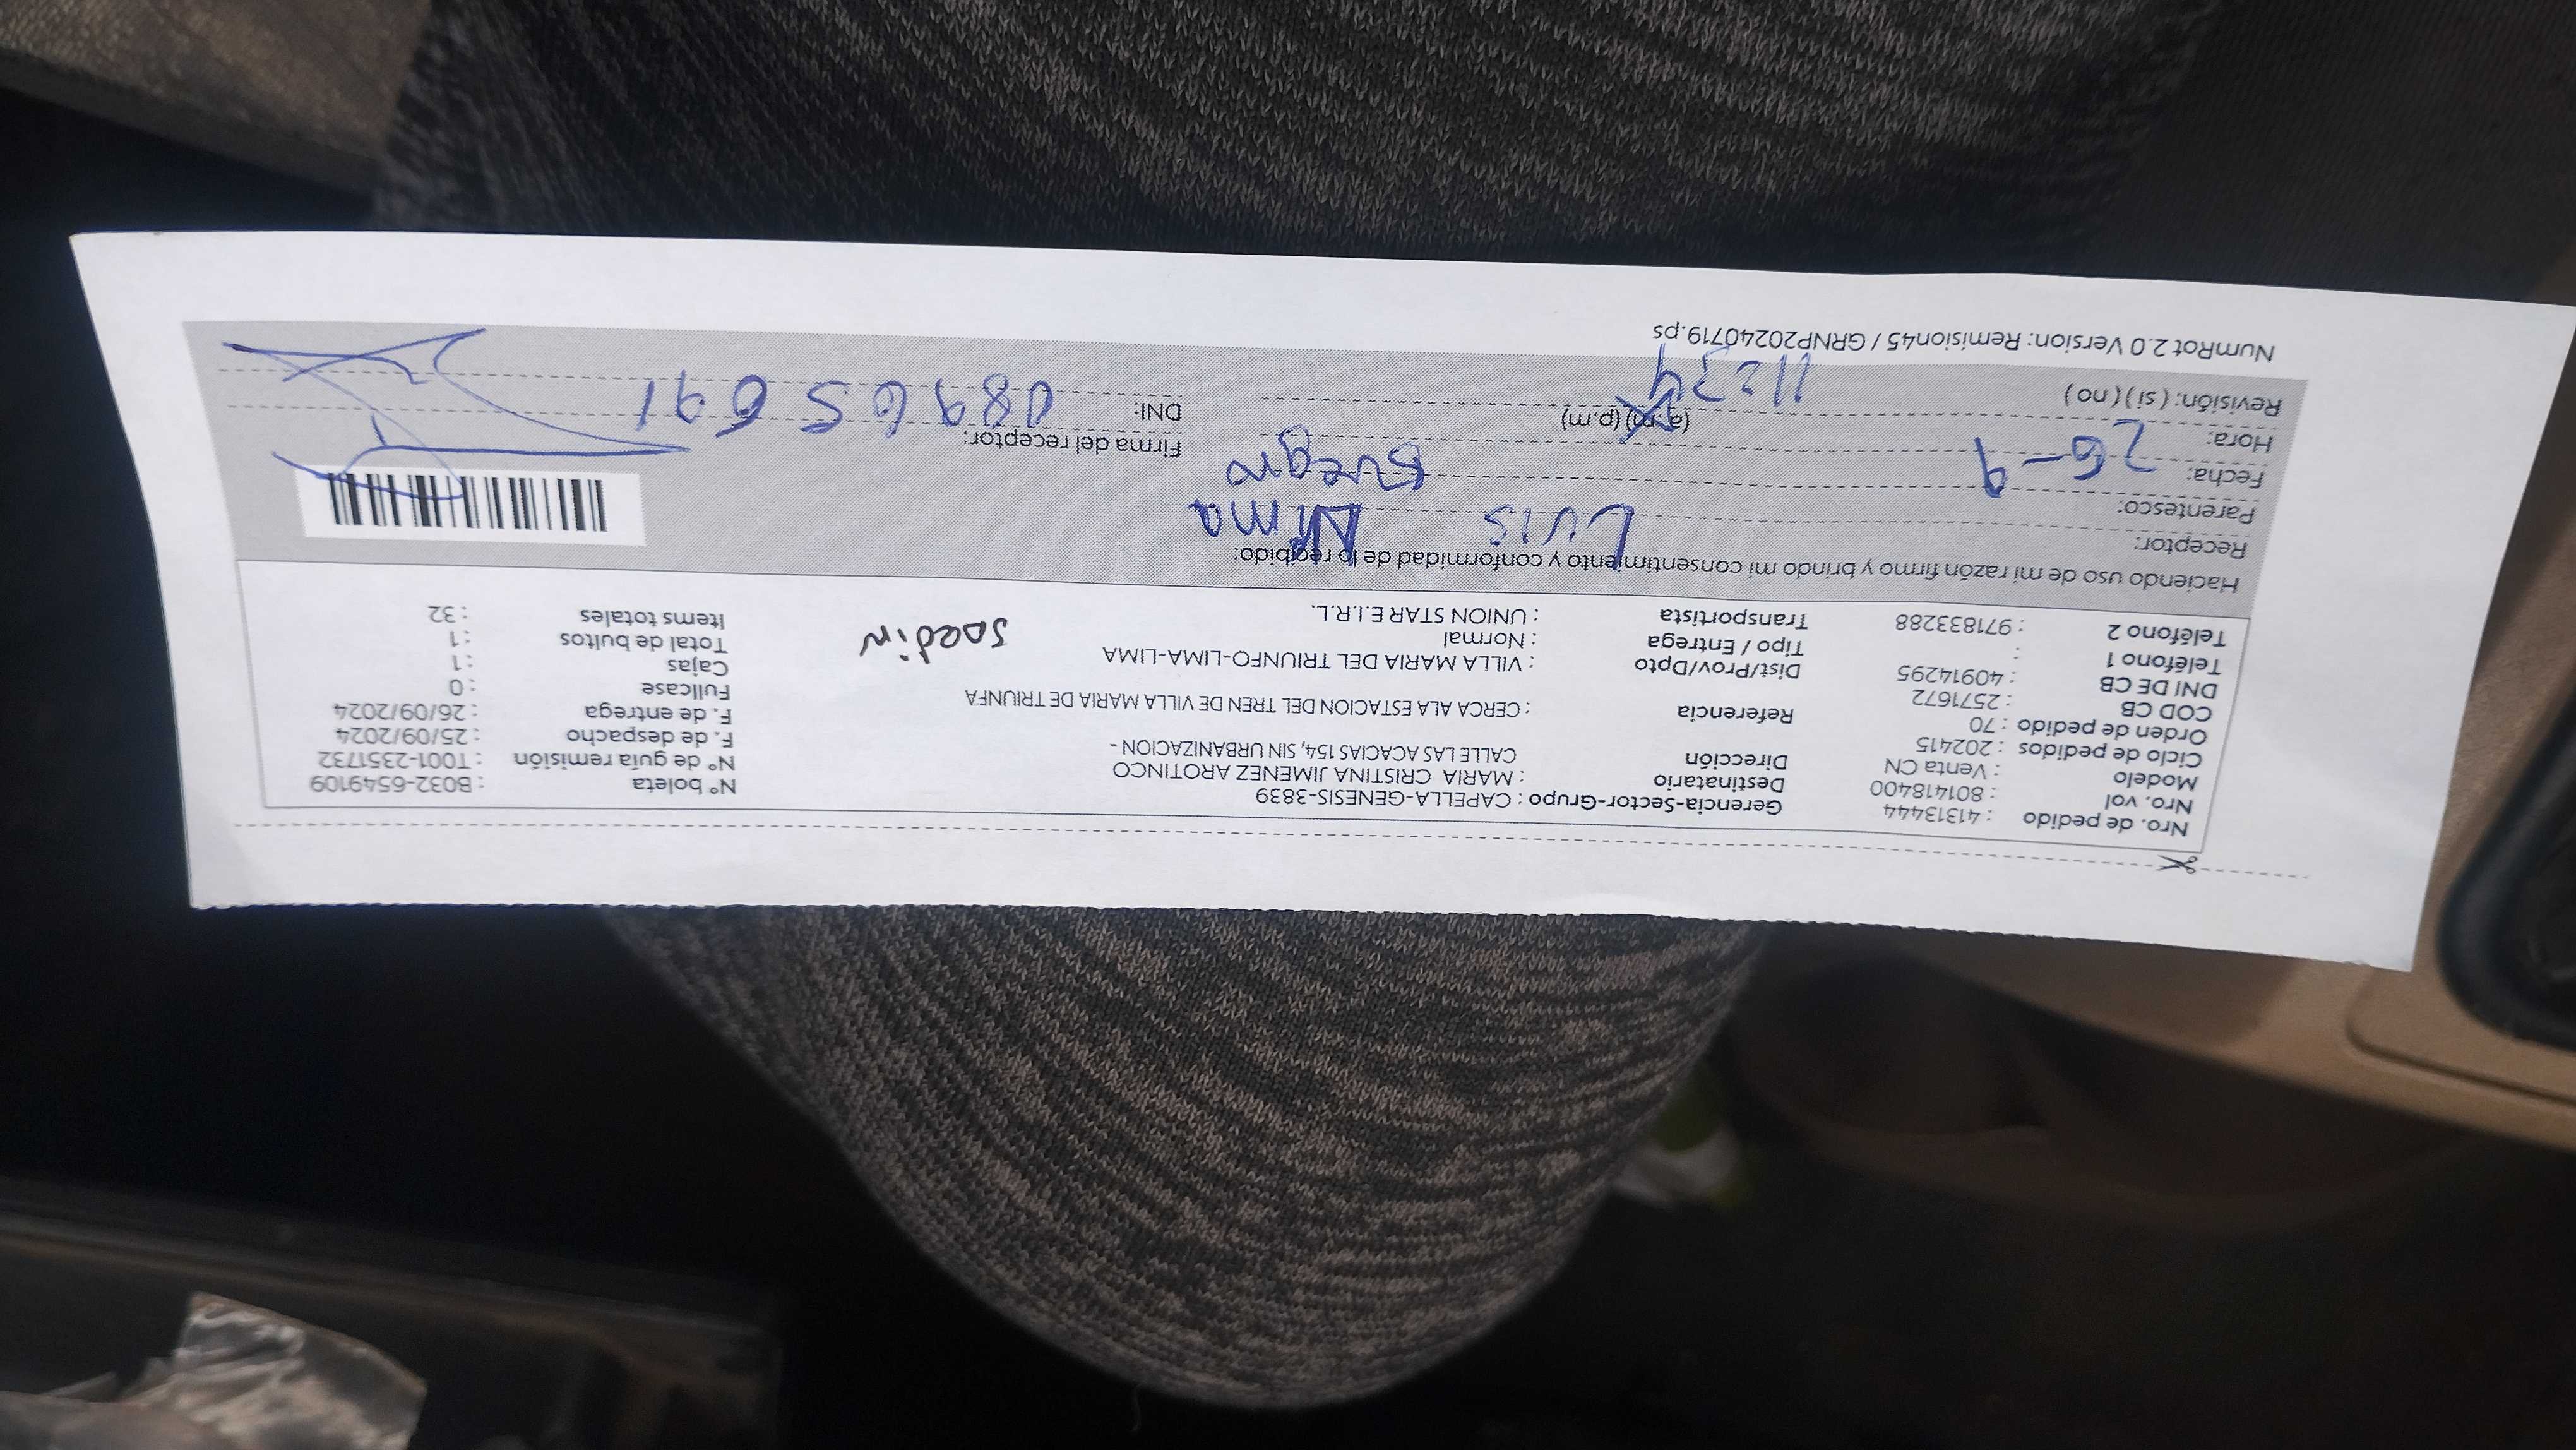 Nro. de pedido : 41313444 Gerencia-Sector-Grupo : CAPELLA-GENESIS-3839 N° boleta : B032-6549109
Nro. vol : 801418400 Destinatario : MARIA CRISTINA JIMENEZ AROTINCO N° de guía remisión : T001-2351732
Modelo : Venta CN Dirección CALLE LAS ACACIAS 154, SIN URBANIZACION - F. de despacho : 25/09/2024
Ciclo de pedidos : 202415 F. de entrega : 26/09/2024
Orden de pedido : 70 Referencia : CERCA ALA ESTACION DEL TREN DE VILLA MARIA DE TRIUNFA Fullcase : 0
COD CB : 2571672 Cajas : 1
DNI DE CB : 40914295 Dist/Prov/Dpto : VILLA MARIA DEL TRIUNFO-LIMA-LIMA Total de bultos : 1
Teléfono 1 : Tipo / Entrega : Normal Items totales : 32
Teléfono 2 : 971833288 Transportista : UNION STAR E.I.R.L.
Haciendo uso de mi razón firmo y brindo mi consentimiento y conformidad de lo recibido:
Receptor: Luis
Parentesco: Suegro
Fecha: 26-9 Firma del receptor:
Hora: 11:34 (a.m) (p.m) DNI: 08965691
Revisión: ( si ) ( no )
NumRot 2.0 Version: Remision45 / GRNP20240719.ps